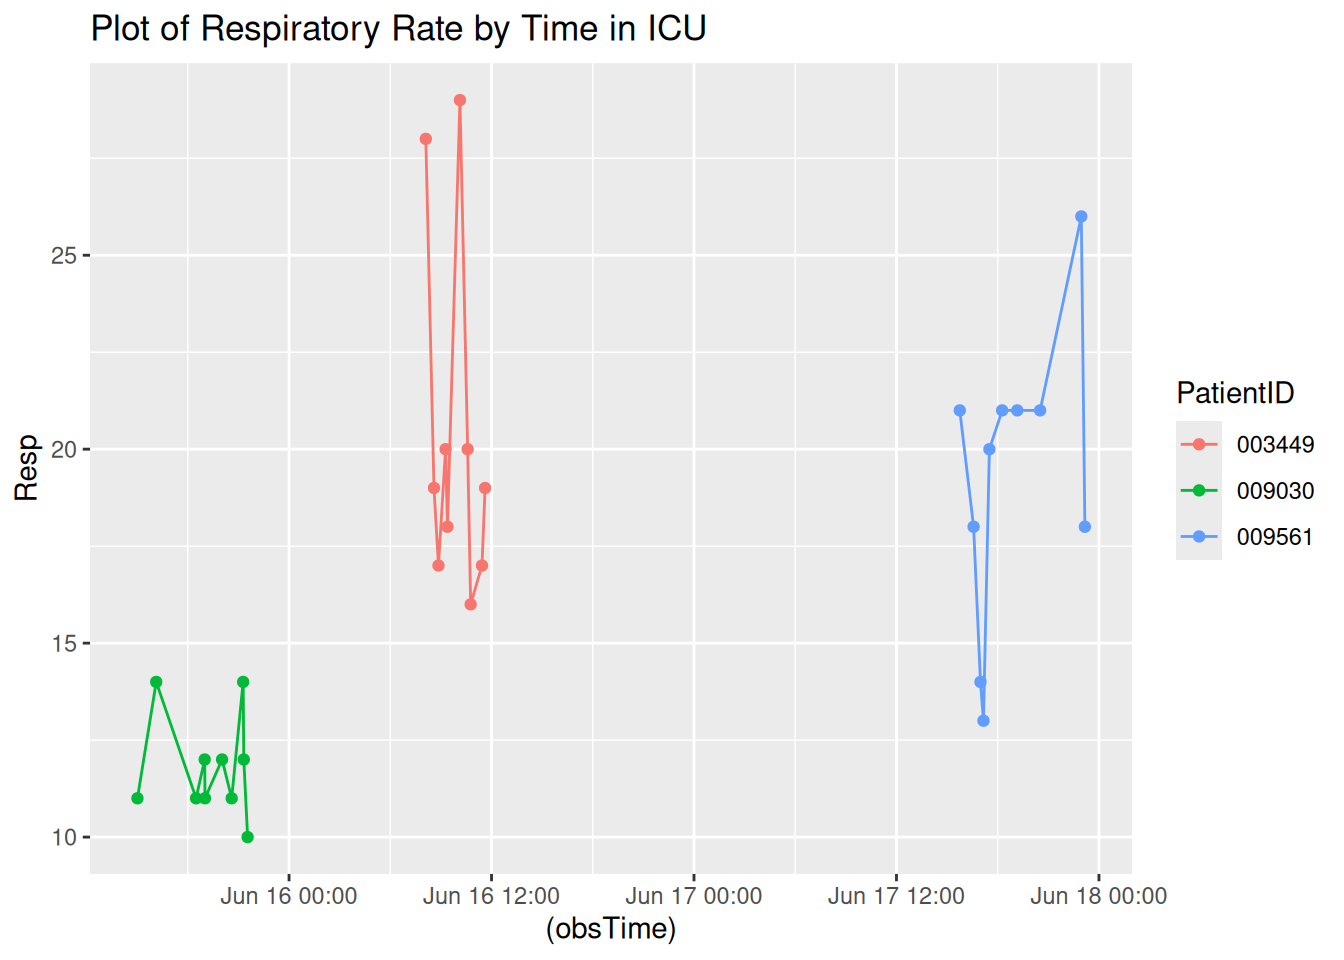 Plot of Respiratory Rate by Time in ICU
25
20
15
10
Resp
Jun 16 00:00
Jun 16 12:00
Jun 17 00:00
Jun 17 12:00
Jun 18 00:00
(obsTime)
PatientID
003449
009030
009561